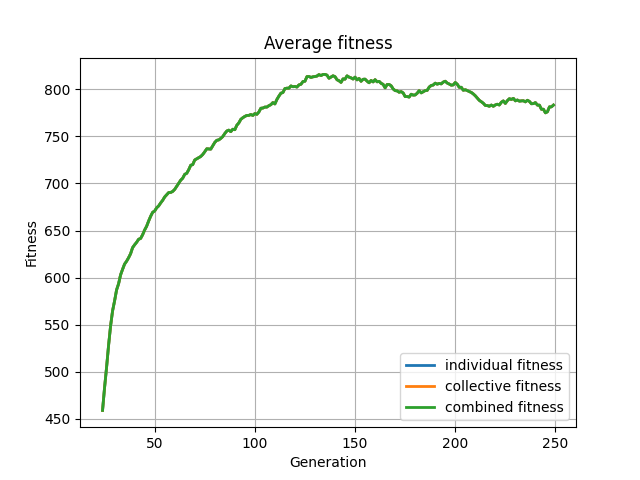 Average fitness
Fitness
800
750
700
650
600
550
500
450
individual fitness
collective fitness
combined fitness
50
100
150
200
250
Generation